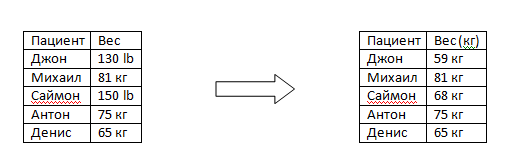 Пациент Вес
Джон 130 lb
Михаил 81 кг
Саймон 150 lb
Антон 75 кг
Денис 65 кг
Пациент Вес (кг)
Джон 59 кг
Михаил 81 кг
Саймон 68 кг
Антон 75 кг
Денис 65 кг